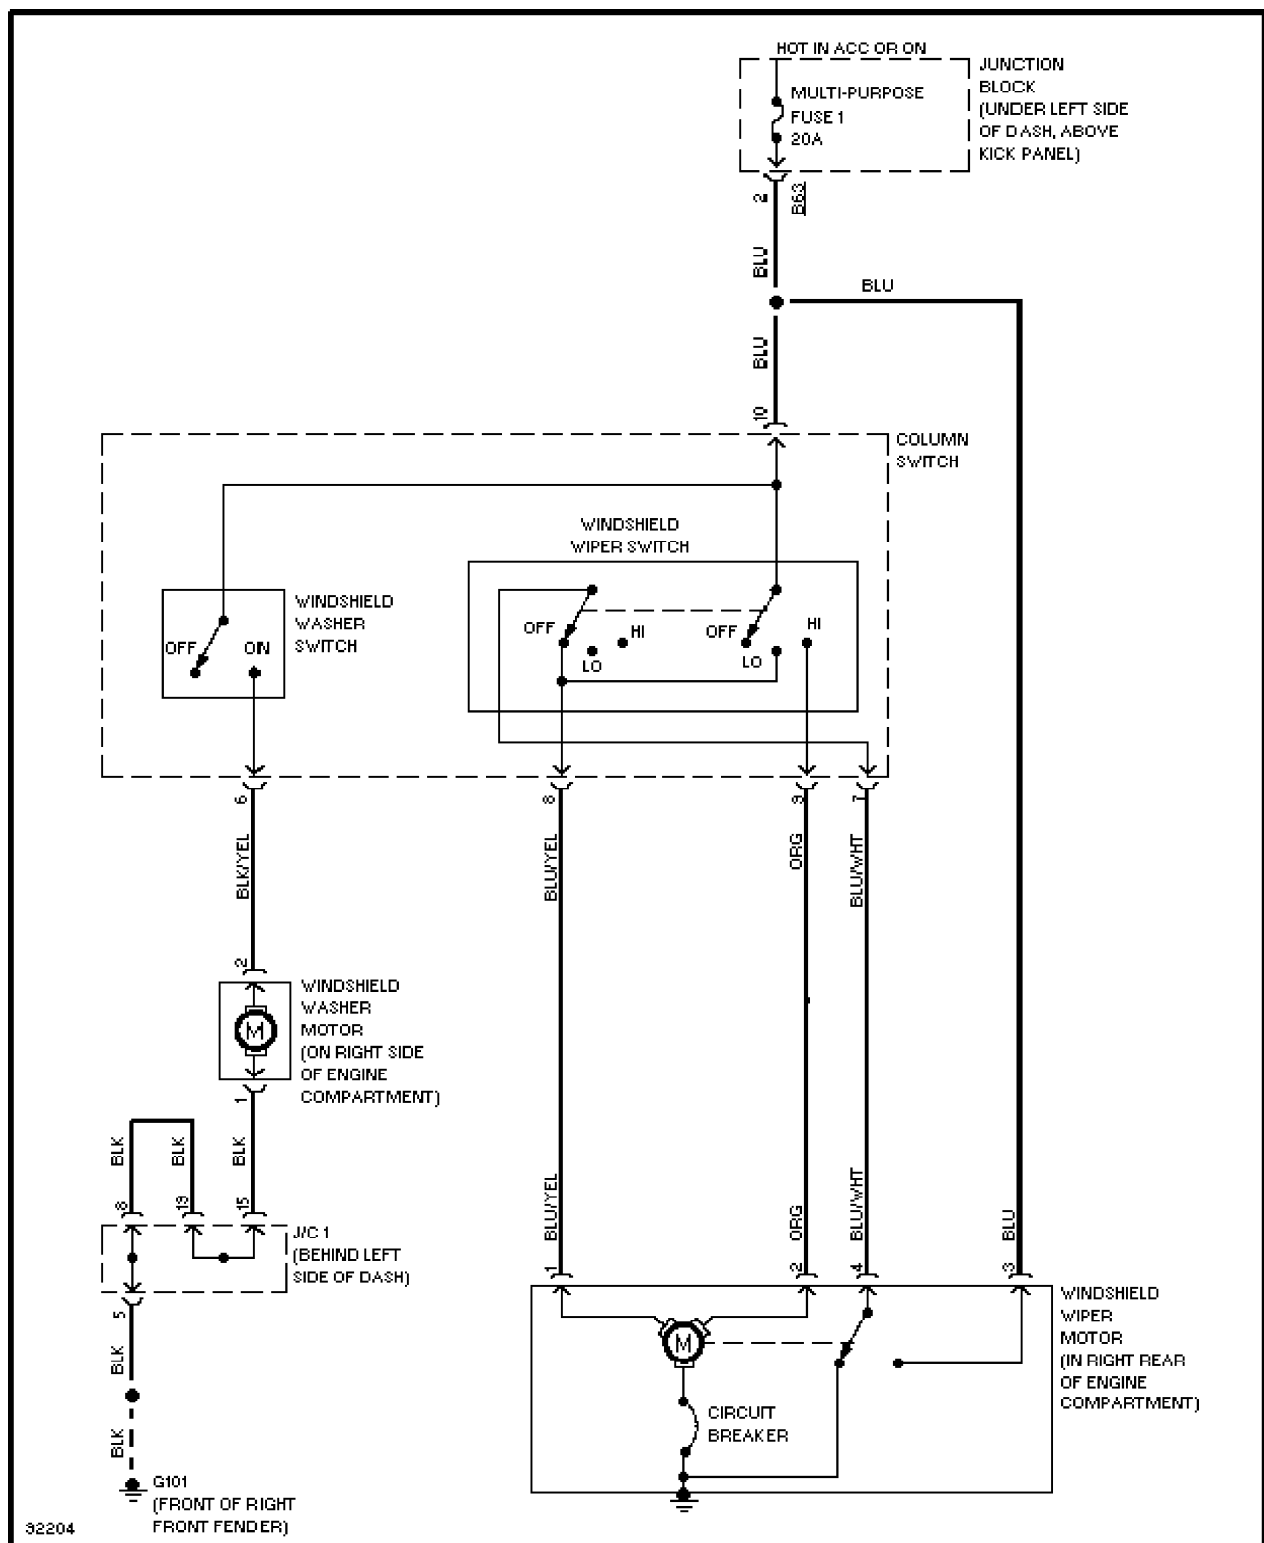 HOT IN ACC OR ON
JUNCTION
BLOCK
(UNDER LEFT SIDE
OF DASH, ABOVE
KICK PANEL)
MULTI-PURPOSE
FUSE 1
20A
2
B63
BLU
BLU
BLU
10
COLUMN
SWITCH
WINDSHIELD
WIPER SWITCH
WINDSHIELD
WASHER
SWITCH
OFF
ON
OFF
LO
HI
OFF
LO
HI
6
8
9
7
BLK/YEL
BLU/YEL
ORG
BLU/WHT
2
WINDSHIELD
WASHER
MOTOR
(ON RIGHT SIDE
OF ENGINE
COMPARTMENT)
M
1
BLK
BLK
BLK
8
19
15
J/C 1
(BEHIND LEFT
SIDE OF DASH)
5
BLK
BLK
G101
(FRONT OF RIGHT
FRONT FENDER)
BLU/YEL
ORG
BLU/WHT
BLU
1
2
4
3
M
CIRCUIT
BREAKER
WINDSHIELD
WIPER
MOTOR
(IN RIGHT REAR
OF ENGINE
COMPARTMENT)
92204